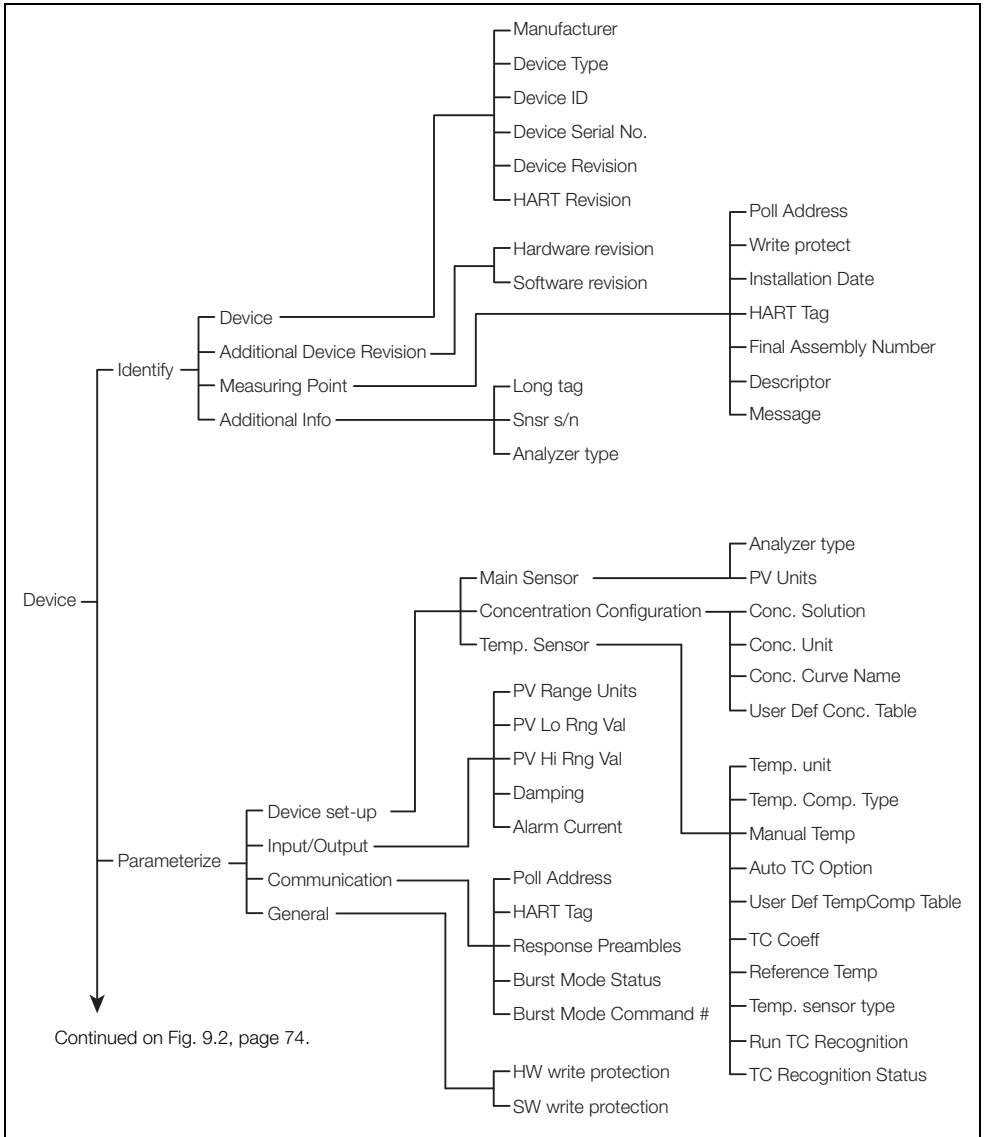 Manufacturer
Device Type
Device ID
Device Serial No.
Device Revision
HART Revision
Hardware revision
Software revision
Poll Address
Write protect
Installation Date
HART Tag
Final Assembly Number
Descriptor
Message
Device
Additional Device Revision
Measuring Point
Additional Info
Identify
Long tag
Snsr s/n
Analyzer type
Device
Main Sensor
Concentration Configuration
Temp. Sensor
Analyzer type
PV Units
Conc. Solution
Conc. Unit
Conc. Curve Name
User Def Conc. Table
PV Range Units
PV Lo Rng Val
PV Hi Rng Val
Damping
Alarm Current
Device set-up
Input/Output
Communication
General
Parameterize
Temp. unit
Temp. Comp. Type
Manual Temp
Auto TC Option
User Def TempComp Table
TC Coeff
Reference Temp
Temp. sensor type
Run TC Recognition
TC Recognition Status
Poll Address
HART Tag
Response Preambles
Burst Mode Status
Burst Mode Command #
HW write protection
SW write protection
Continued on Fig. 9.2, page 74.